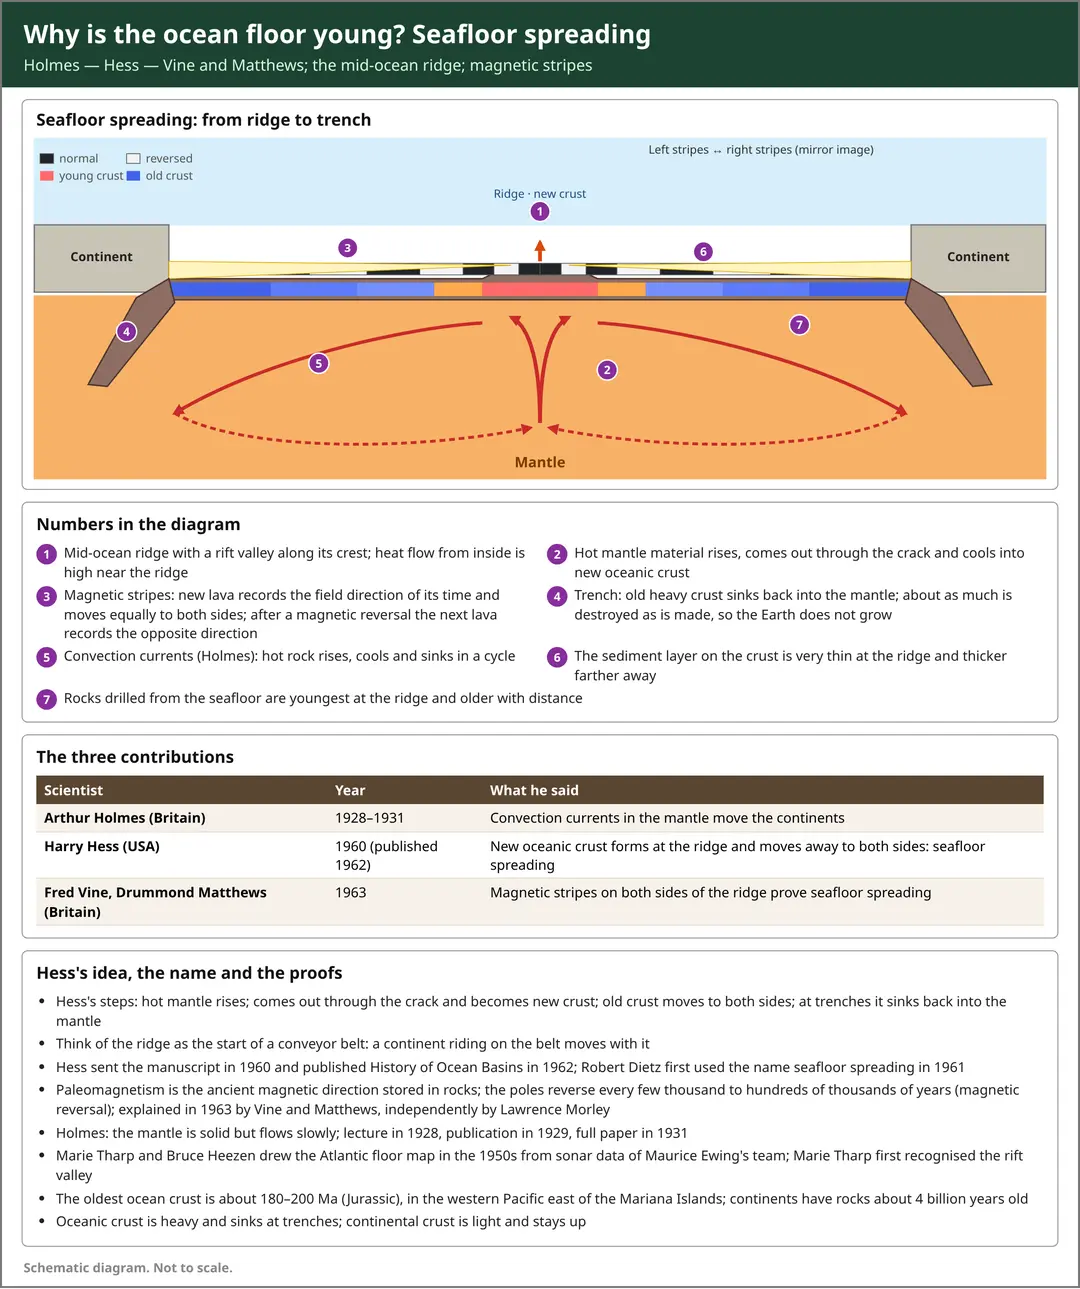 Why is the ocean floor young? Seafloor spreading
Holmes — Hess — Vine and Matthews; the mid-ocean ridge; magnetic stripes
Seafloor spreading: from ridge to trench
normal
reversed
young crust
old crust
Left stripes ↔ right stripes (mirror image)
Ridge · new crust
1
Continent
3
6
Continent
4
7
5
2
Mantle
Numbers in the diagram
1 Mid-ocean ridge with a rift valley along its crest; heat flow from inside is
high near the ridge
2 Hot mantle material rises, comes out through the crack and cools into
new oceanic crust
3 Magnetic stripes: new lava records the field direction of its time and
moves equally to both sides; after a magnetic reversal the next lava
records the opposite direction
4 Trench: old heavy crust sinks back into the mantle; about as much is
destroyed as is made, so the Earth does not grow
5 Convection currents (Holmes): hot rock rises, cools and sinks in a cycle
6 The sediment layer on the crust is very thin at the ridge and thicker
farther away
7 Rocks drilled from the seafloor are youngest at the ridge and older with distance
The three contributions
Scientist Year What he said
Arthur Holmes (Britain) 1928–1931 Convection currents in the mantle move the continents
Harry Hess (USA) 1960 (published
1962) New oceanic crust forms at the ridge and moves away to both sides: seafloor
spreading
Fred Vine, Drummond Matthews
(Britain) 1963 Magnetic stripes on both sides of the ridge prove seafloor spreading
Hess's idea, the name and the proofs
• Hess's steps: hot mantle rises; comes out through the crack and becomes new crust; old crust moves to both sides; at trenches it sinks back into the
mantle
• Think of the ridge as the start of a conveyor belt: a continent riding on the belt moves with it
• Hess sent the manuscript in 1960 and published History of Ocean Basins in 1962; Robert Dietz first used the name seafloor spreading in 1961
• Paleomagnetism is the ancient magnetic direction stored in rocks; the poles reverse every few thousand to hundreds of thousands of years (magnetic
reversal); explained in 1963 by Vine and Matthews, independently by Lawrence Morley
• Holmes: the mantle is solid but flows slowly; lecture in 1928, publication in 1929, full paper in 1931
• Marie Tharp and Bruce Heezen drew the Atlantic floor map in the 1950s from sonar data of Maurice Ewing's team; Marie Tharp first recognised the rift
valley
• The oldest ocean crust is about 180–200 Ma (Jurassic), in the western Pacific east of the Mariana Islands; continents have rocks about 4 billion years old
• Oceanic crust is heavy and sinks at trenches; continental crust is light and stays up
Schematic diagram. Not to scale.